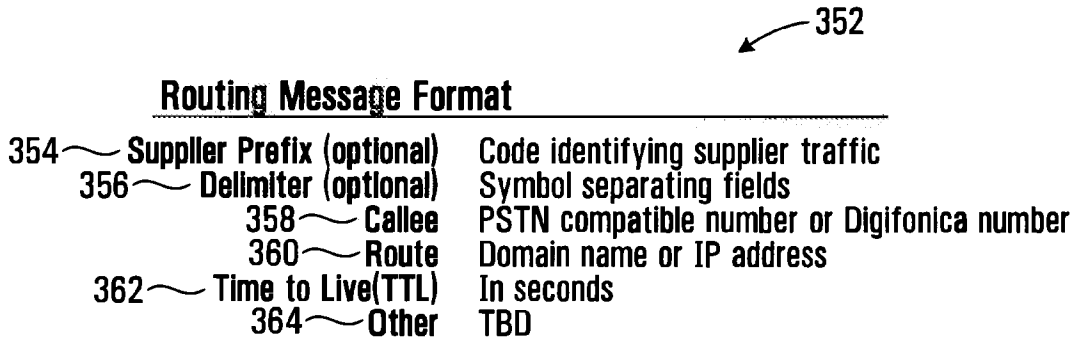 352
Routing Message Format
354 Supplier Prefix (optional) Code identifying supplier traffic
356 Delimiter (optional) Symbol separating fields
358 Callee PSTN compatible number or Digifonica number
360 Route Domain name or IP address
362 Time to Live(TTL) In seconds
364 Other TBD